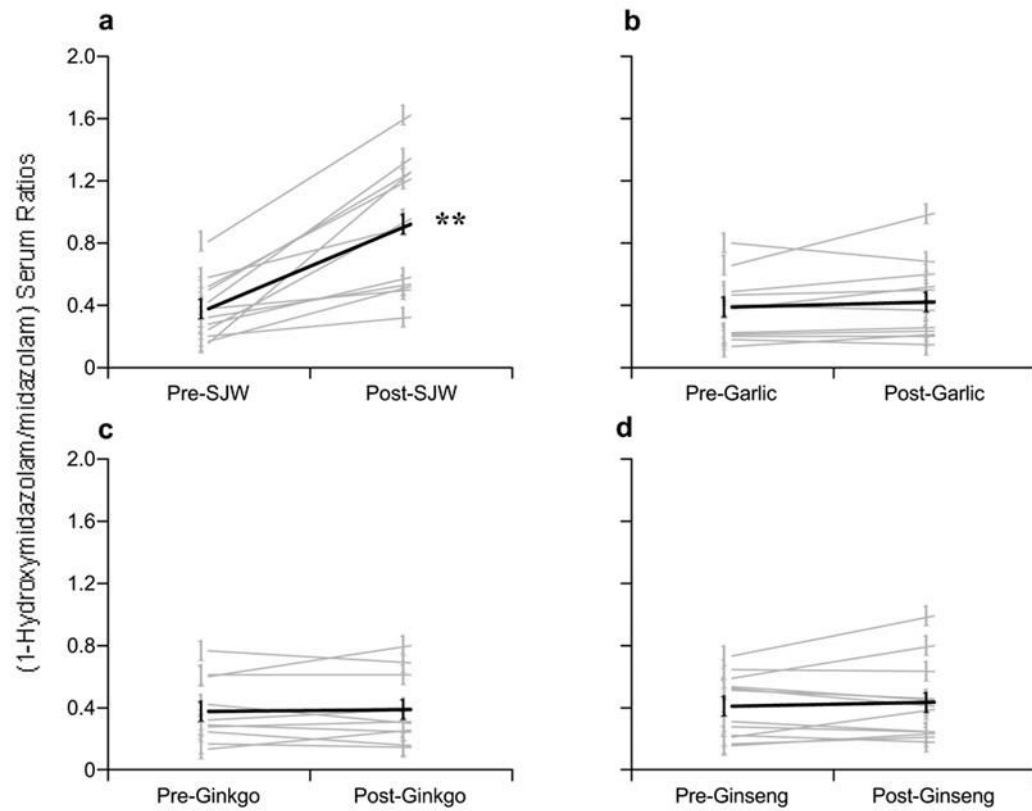 a
b
2.0
1.6
1.2
0.8
0.4
0
**
Pre-SJW
Post-SJW
Pre-Garlic
Post-Garlic
(1-Hydroxymidazolam/midazolam) Serum Ratios
c
d
2.0
1.6
1.2
0.8
0.4
0
Pre-Ginkgo
Post-Ginkgo
Pre-Ginseng
Post-Ginseng